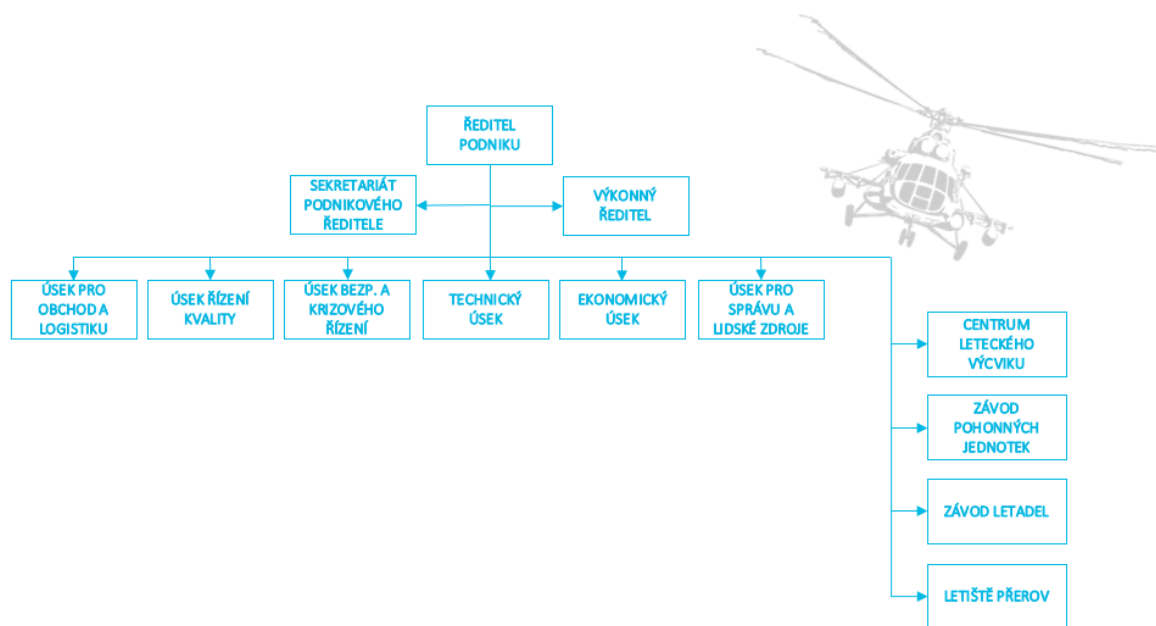 ŘEDITEL
PODNIKU
SEKRETARIÁT
PODNIKOVÉHO
ŘEDITELE
VÝKONNÝ
ŘEDITEL
ÚSEK PRO
OBCHOD A
LOGISTIKU
ÚSEK ŘÍZENÍ
KVALITY
ÚSEK BEZP. A
KRIZOVÉHO
ŘÍZENÍ
TECHNICKÝ
ÚSEK
EKONOMICKÝ
ÚSEK
ÚSEK PRO
SPRÁVU A
LIDSKÉ ZDROJE
CENTRUM
LETECKÉHO
VÝCVIKU
ZÁVOD
POHONNÝCH
JEDNOTEK
ZÁVOD LETADEL
LETIŠTĚ PŘEROV